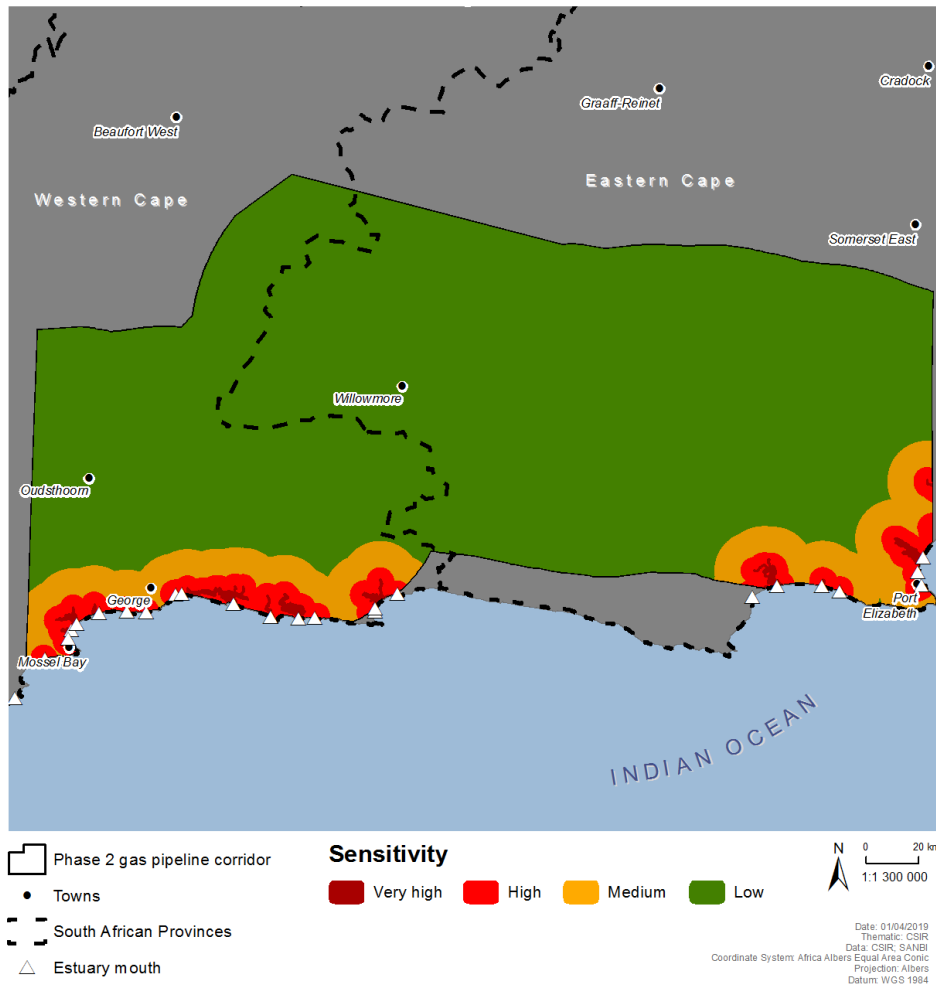 Cradock
Graaff-Reinet
Beaufort West
Eastern Cape
Western Cape
Somerset East
Willowmore
Oudsthoorn
George
Port
Elizabeth
Mossel Bay
INDIAN OCEAN
Phase 2 gas pipeline corridor
Towns
South African Provinces
Estuary mouth
Sensitivity
Very high
High
Medium
Low
N
0 20 km
1:1 300 000
Date: 01/04/2019
Thematic: CSIR
Data: CSIR, SANBI
Coordinate System: Africa Albers Equal Area Conic
Projection: Albers
Datum: WGS 1984